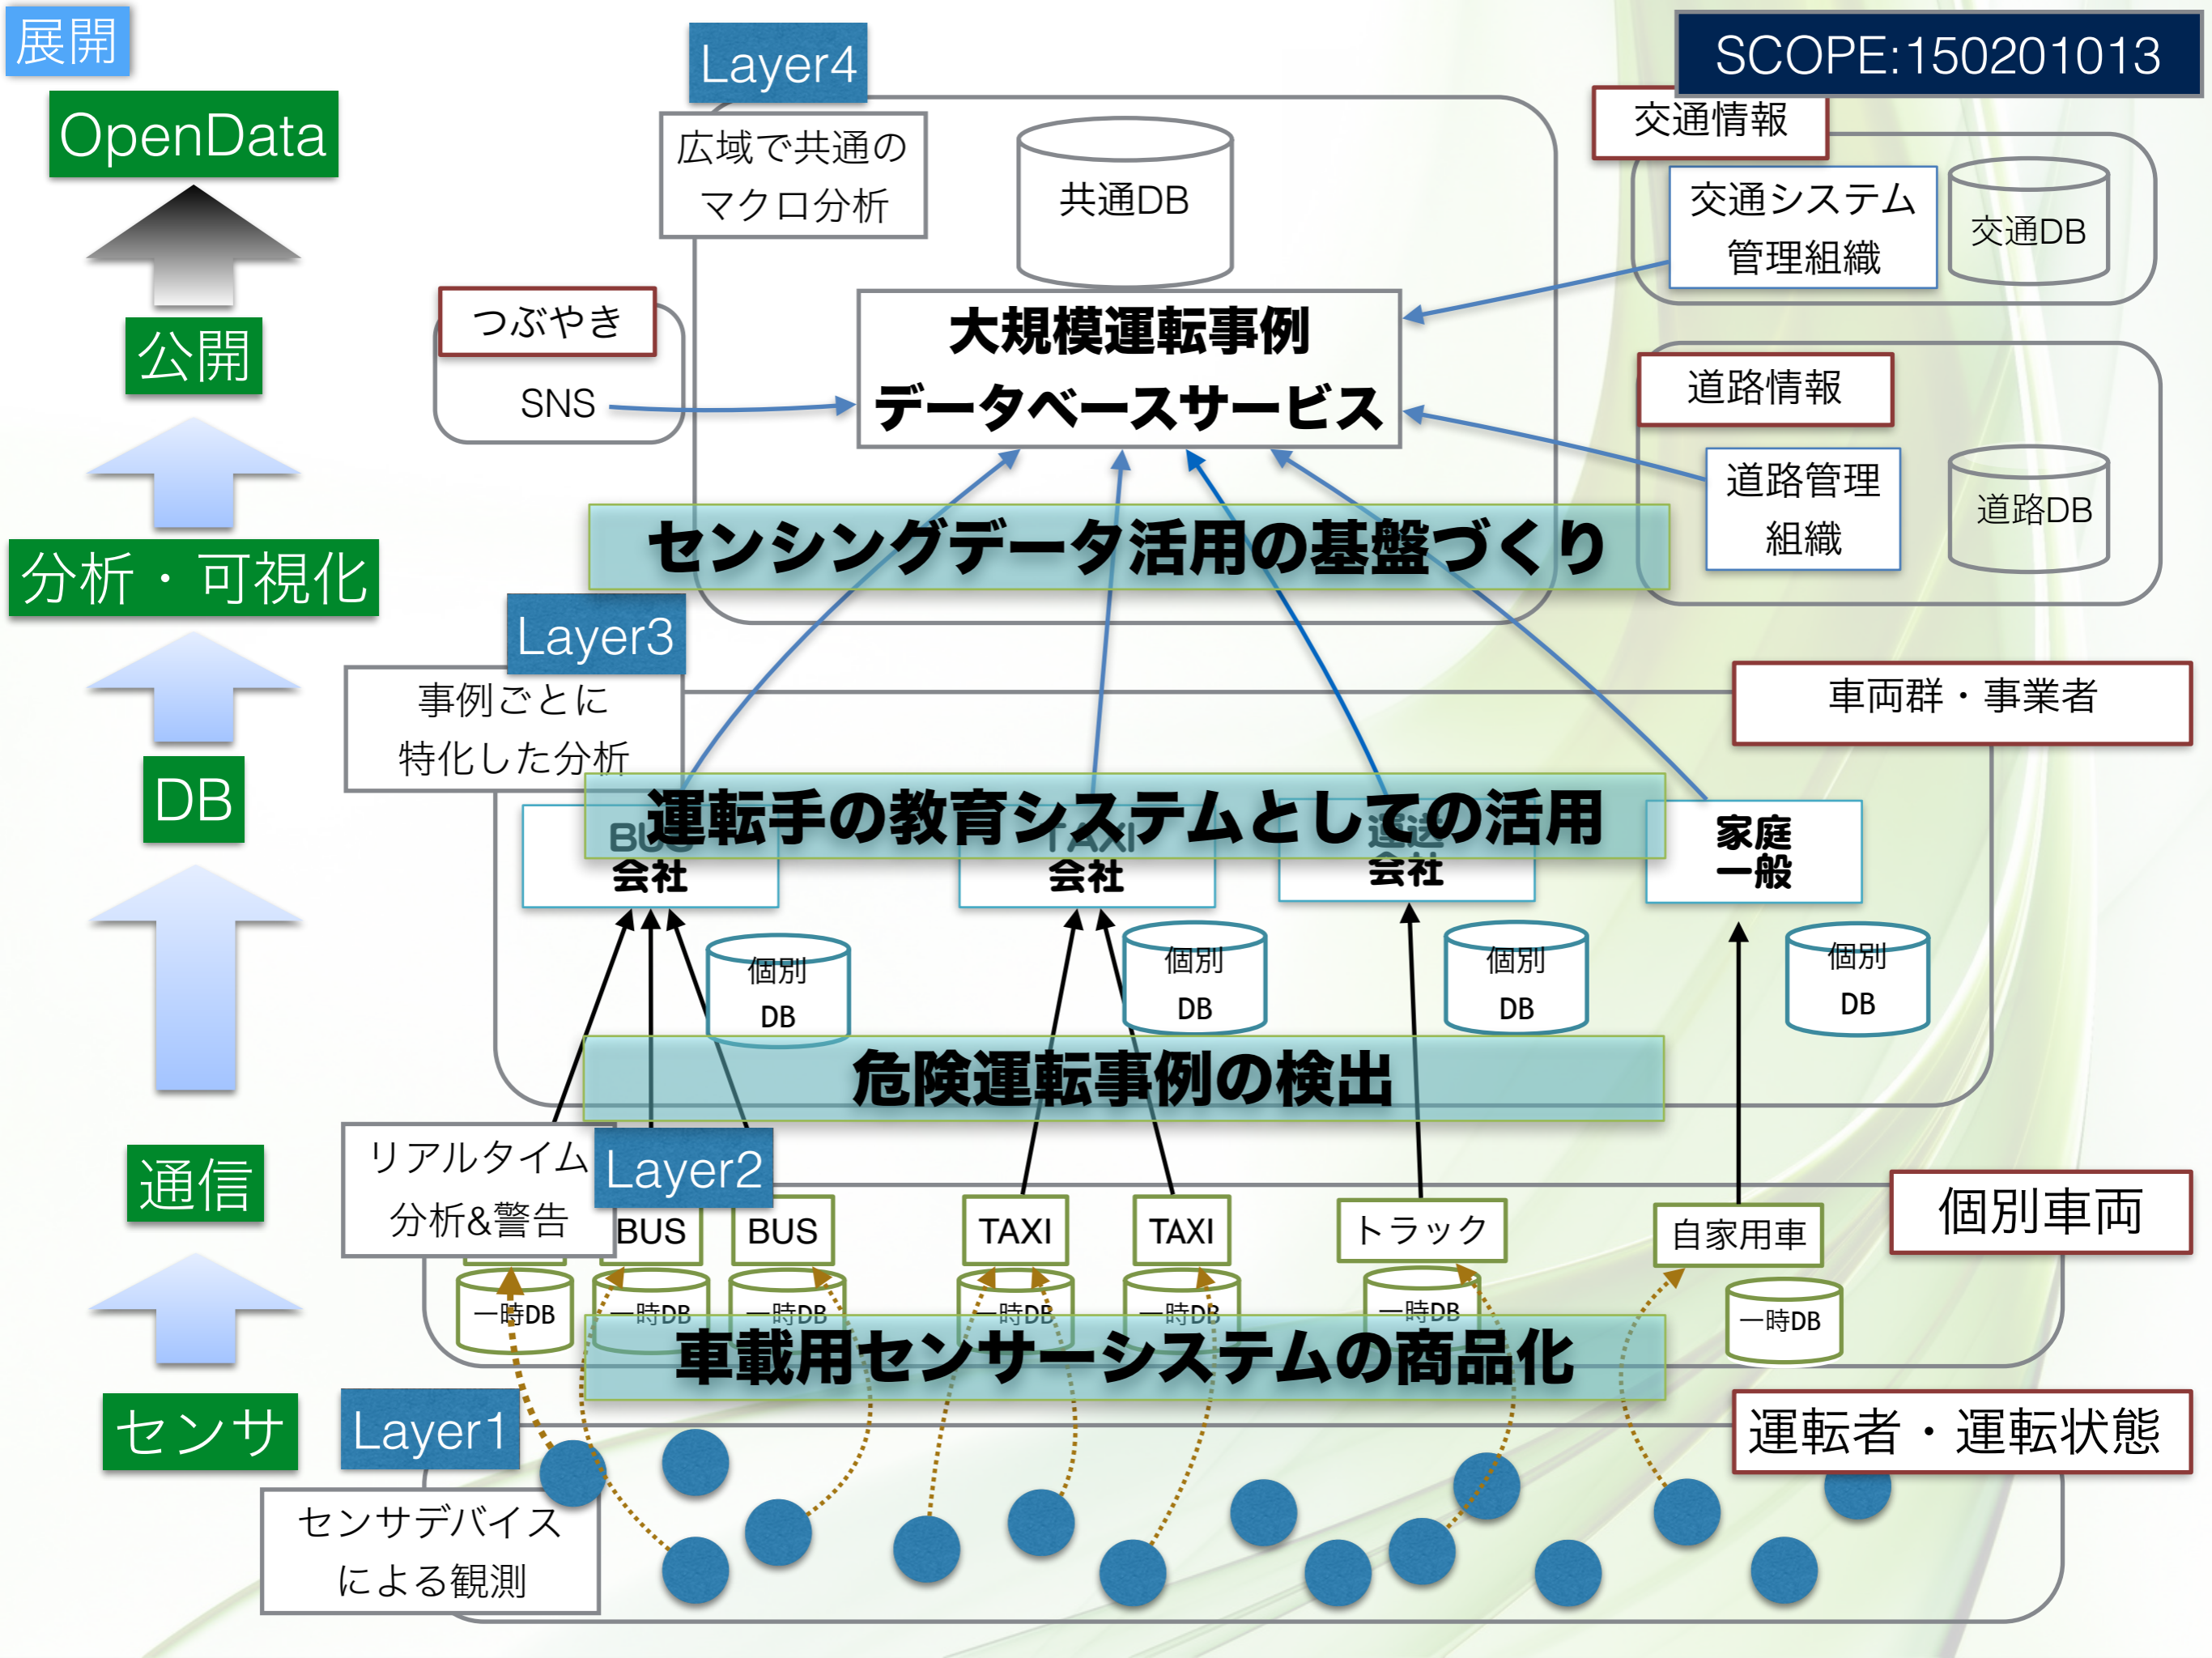 展開
SCOPE:150201013
OpenData
公開
分析・可視化
DB
通信
センサ
Layer4
広域で共通の
マクロ分析
共通DB
大規模運転事例
データベースサービス
つぶやき
SNS
交通情報
交通システム
管理組織
交通DB
道路情報
道路管理
組織
道路DB
センシングデータ活用の基盤づくり
Layer3
事例ごとに
特化した分析
車両群・事業者
運転手の教育システムとしての活用
BUS
会社
TAXI
会社
運送
会社
家庭
一般
個別
DB
個別
DB
個別
DB
個別
DB
危険運転事例の検出
リアルタイム
分析&警告
Layer2
個別車両
BUS
BUS
TAXI
TAXI
トラック
自家用車
一時DB
一時DB
一時DB
一時DB
一時DB
一時DB
一時DB
車載用センサーシステムの商品化
Layer1
運転者・運転状態
センサデバイス
による観測